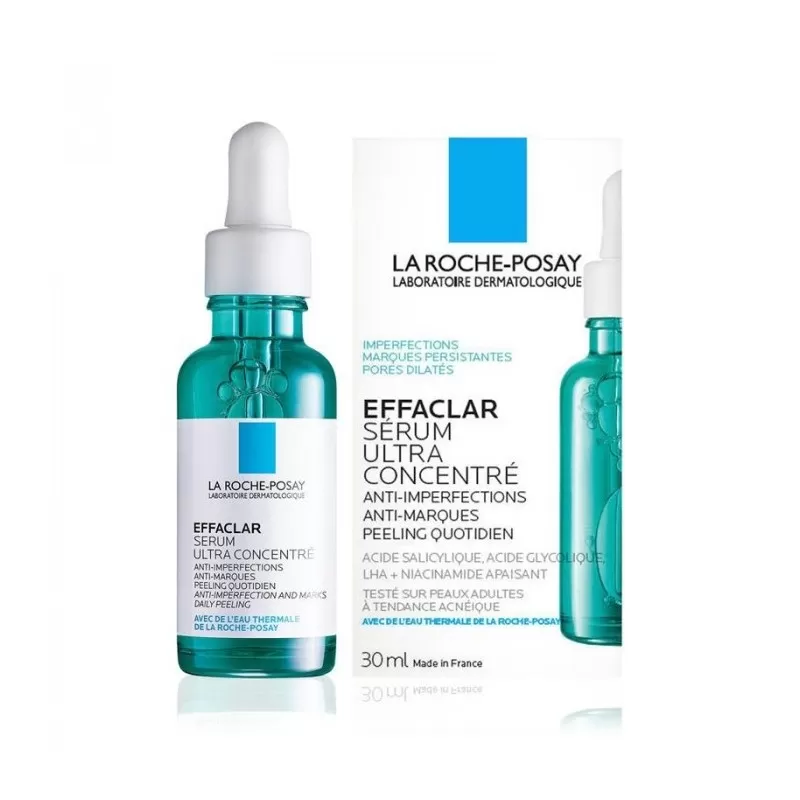 LA ROCHE-POSAY
LABORATOIRE DERMATOLOGIQUE
EFFACLAR
SERUM
ULTRA CONCENTRÉ
ANTI-IMPERFECTIONS
ANTI-MARQUES
PEELING QUOTIDIEN
ANTI-IMPERFECTION AND MARKS
DAILY PEELING
AVEC DE L'EAU THERMALE
DE LA ROCHE-POSAY
LA ROCHE-POSAY
LABORATOIRE DERMATOLOGIQUE
IMPERFECTIONS
MARQUES PERSISTANTES
PORES DILATÉS
EFFACLAR
SÉRUM
ULTRA
CONCENTRÉ
ANTI-IMPERFECTIONS
ANTI-MARQUES
PEELING QUOTIDIEN
ACIDE SALICYLIQUE, ACIDE GLYCOLIQUE,
LHA + NIACINAMIDE APAISANT
TESTÉ SUR PEAUX ADULTES
À TENDANCE ACNÉIQUE
AVEC DE L'EAU THERMALE DE LA ROCHE-POSAY
30 ml Made in France